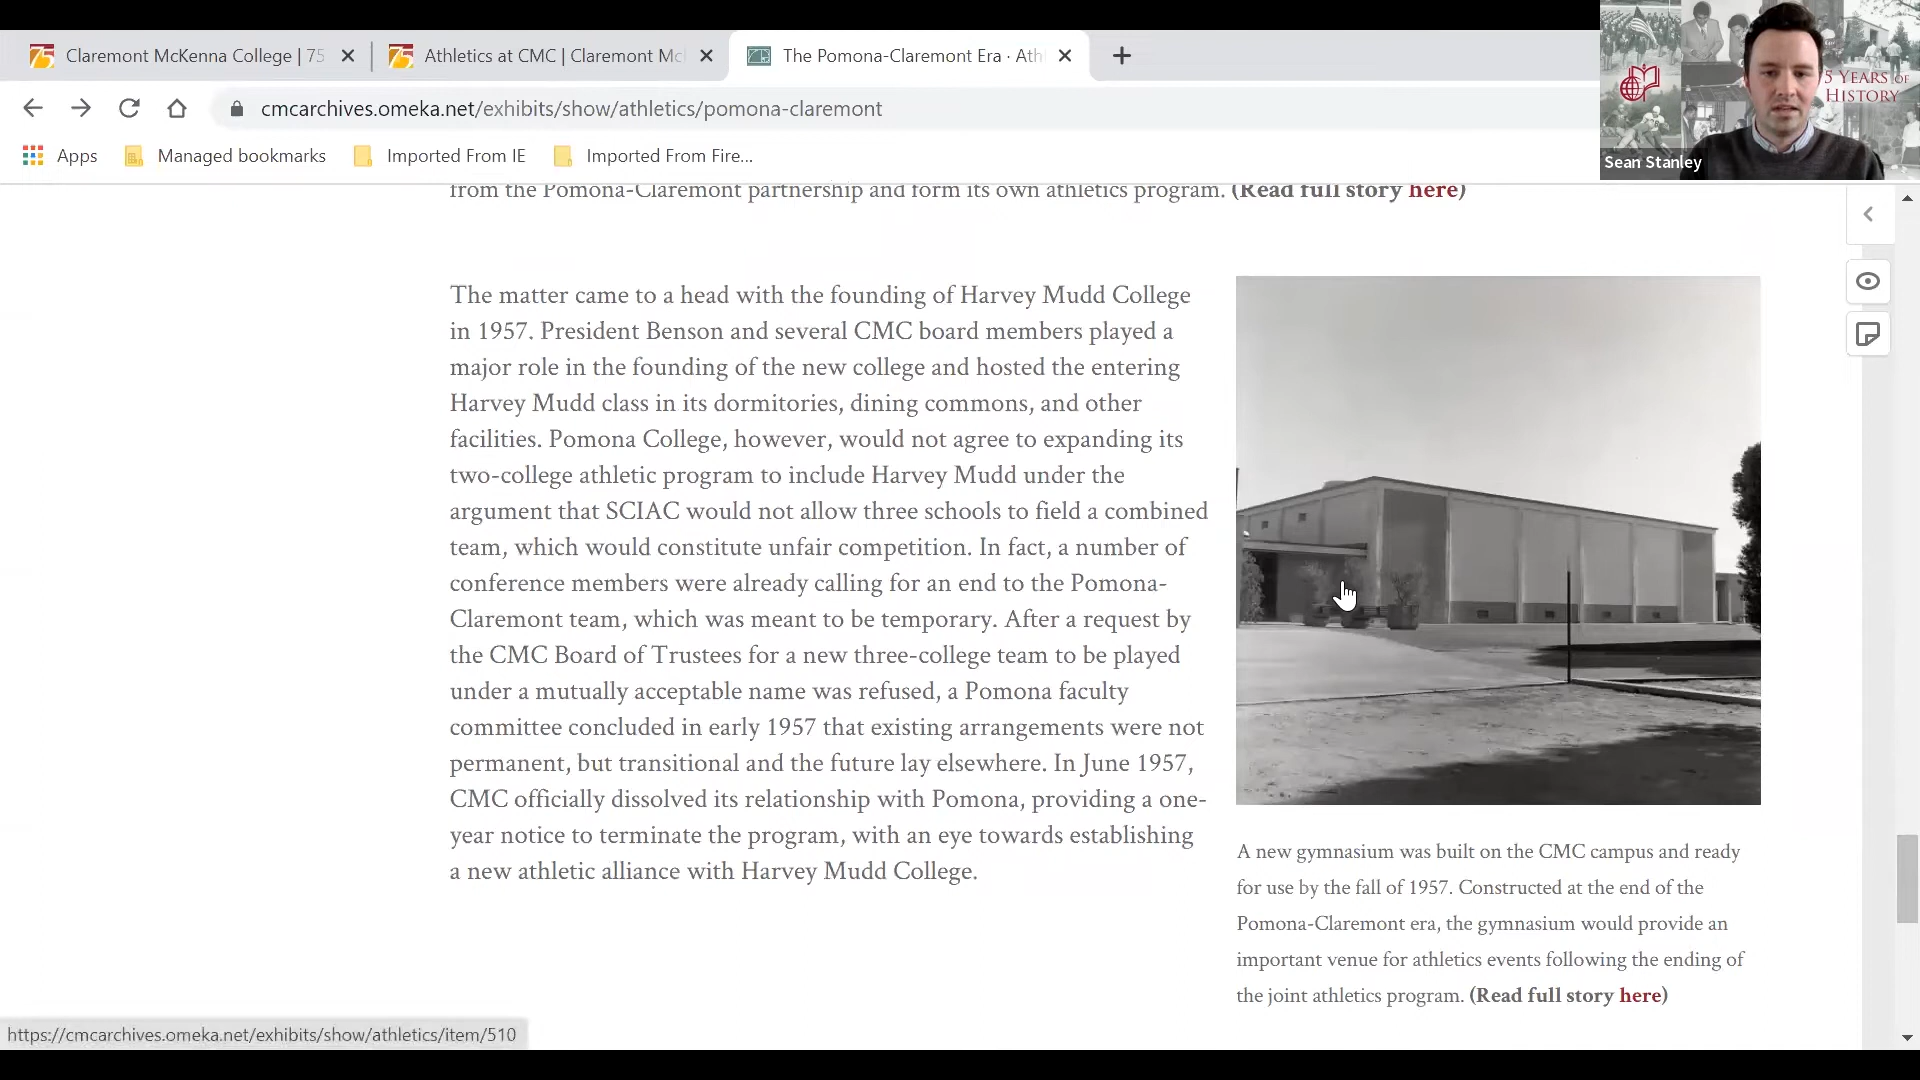 Claremont McKenna College | 75
Athletics at CMC | Claremont Mc
The Pomona-Claremont Era · Ath
cmcarchives.omeka.net/exhibits/show/athletics/pomona-claremont
Apps
Managed bookmarks
Imported From IE
Imported From Fire...
5 YEARS OF
HISTORY
Sean Stanley
from the Pomona-Claremont partnership and form its own athletics program. (Read full story here)
The matter came to a head with the founding of Harvey Mudd College
in 1957. President Benson and several CMC board members played a
major role in the founding of the new college and hosted the entering
Harvey Mudd class in its dormitories, dining commons, and other
facilities. Pomona College, however, would not agree to expanding its
two-college athletic program to include Harvey Mudd under the
argument that SCIAC would not allow three schools to field a combined
team, which would constitute unfair competition. In fact, a number of
conference members were already calling for an end to the Pomona-
Claremont team, which was meant to be temporary. After a request by
the CMC Board of Trustees for a new three-college team to be played
under a mutually acceptable name was refused, a Pomona faculty
committee concluded in early 1957 that existing arrangements were not
permanent, but transitional and the future lay elsewhere. In June 1957,
CMC officially dissolved its relationship with Pomona, providing a one-
year notice to terminate the program, with an eye towards establishing
a new athletic alliance with Harvey Mudd College.
A new gymnasium was built on the CMC campus and ready
for use by the fall of 1957. Constructed at the end of the
Pomona-Claremont era, the gymnasium would provide an
important venue for athletics events following the ending of
the joint athletics program. (Read full story here)
https://cmcarchives.omeka.net/exhibits/show/athletics/item/510